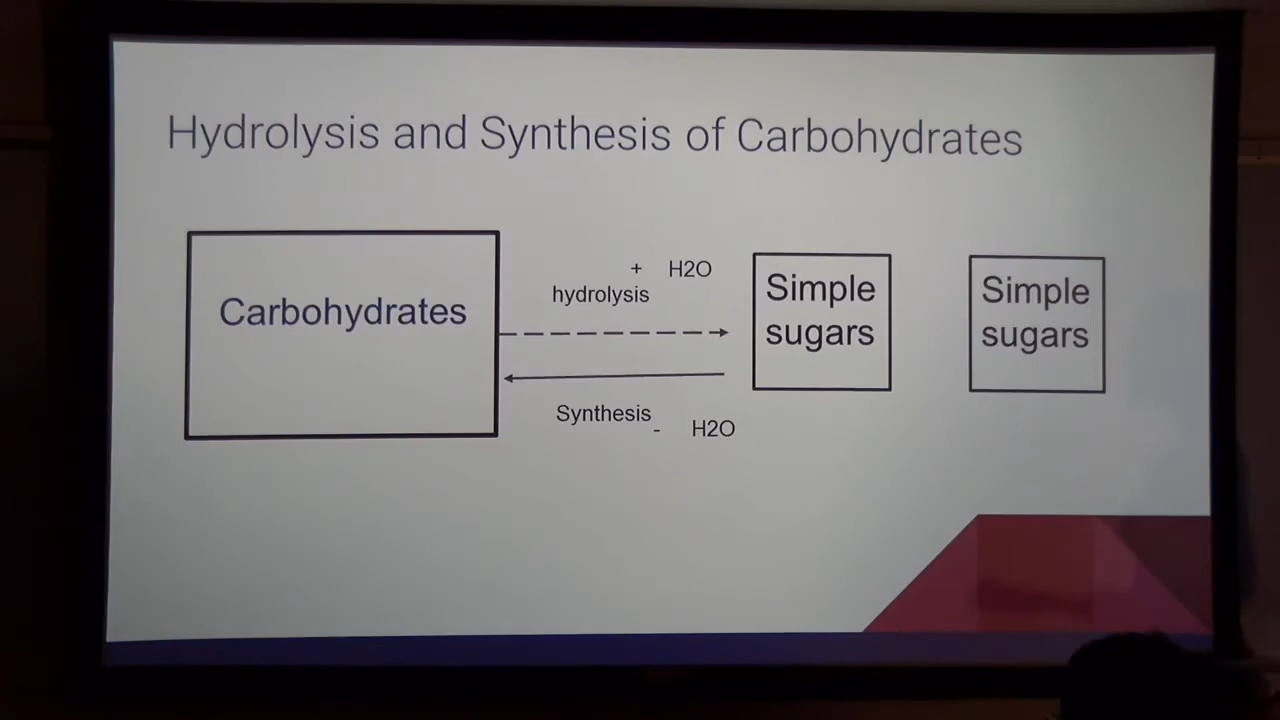 Hydrolysis and Synthesis of Carbohydrates
Carbohydrates
+ H2O
hydrolysis
Synthesis
- H2O
Simple
sugars
Simple
sugars